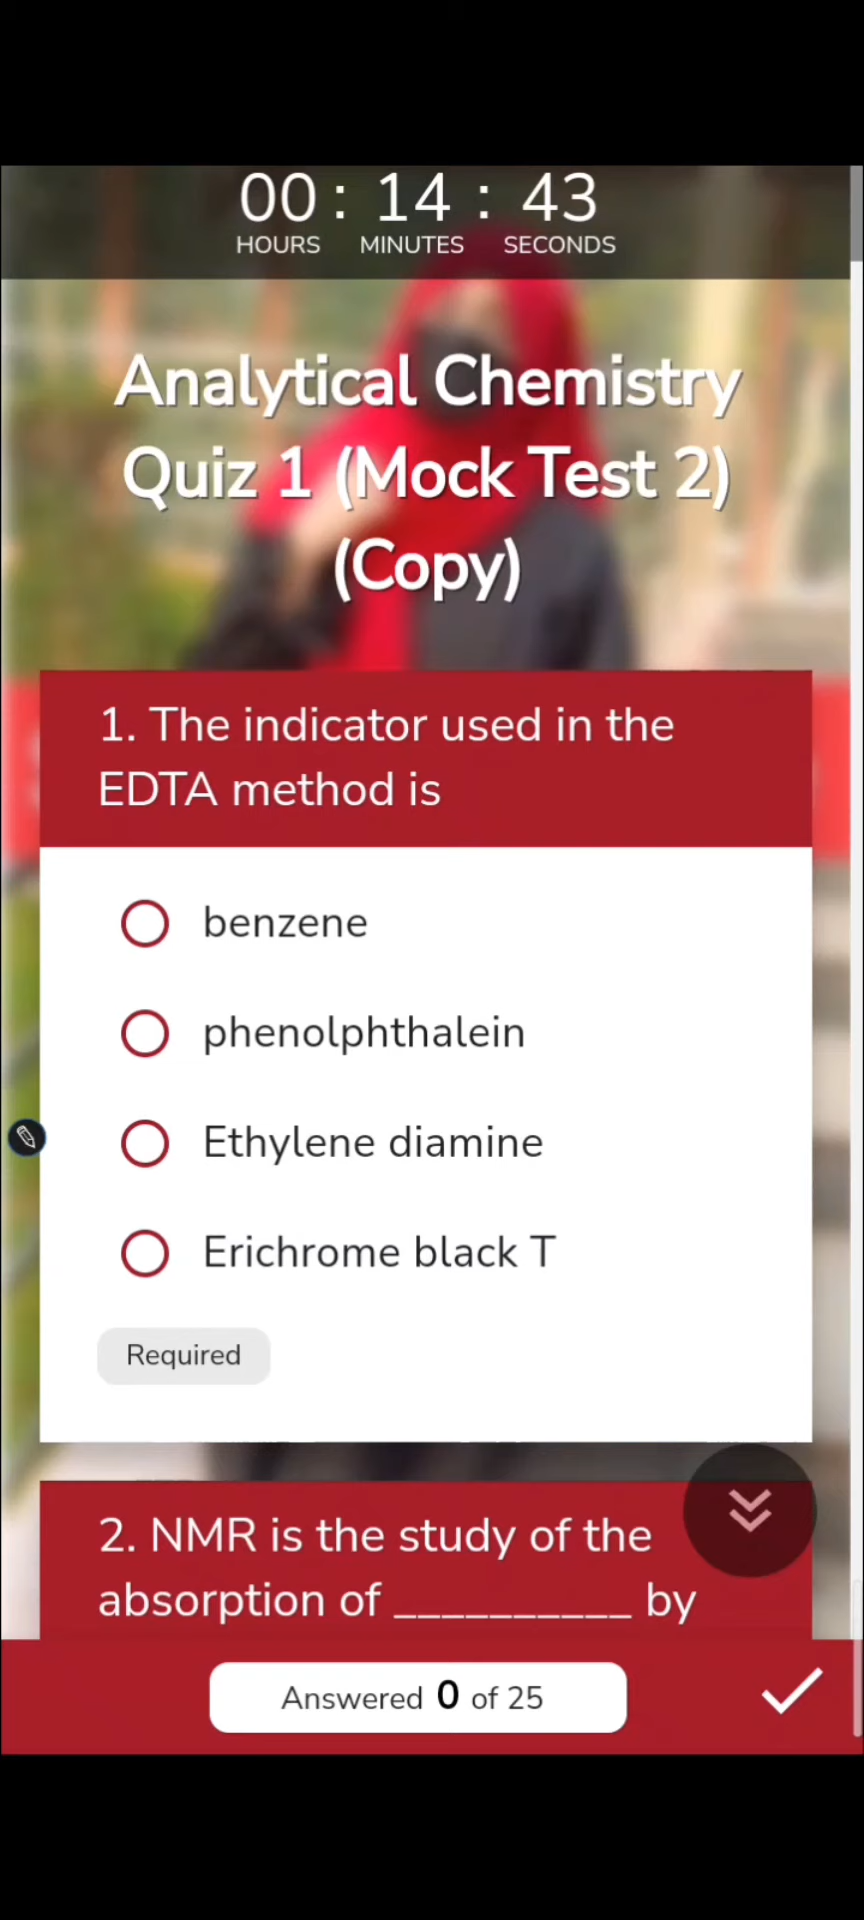 00 : 14 : 43
HOURS MINUTES SECONDS
Analytical Chemistry
Quiz 1 (Mock Test 2)
(Copy)
1. The indicator used in the
EDTA method is
benzene
phenolphthalein
Ethylene diamine
Erichrome black T
Required
2. NMR is the study of the
absorption of __________ by
Answered 0 of 25